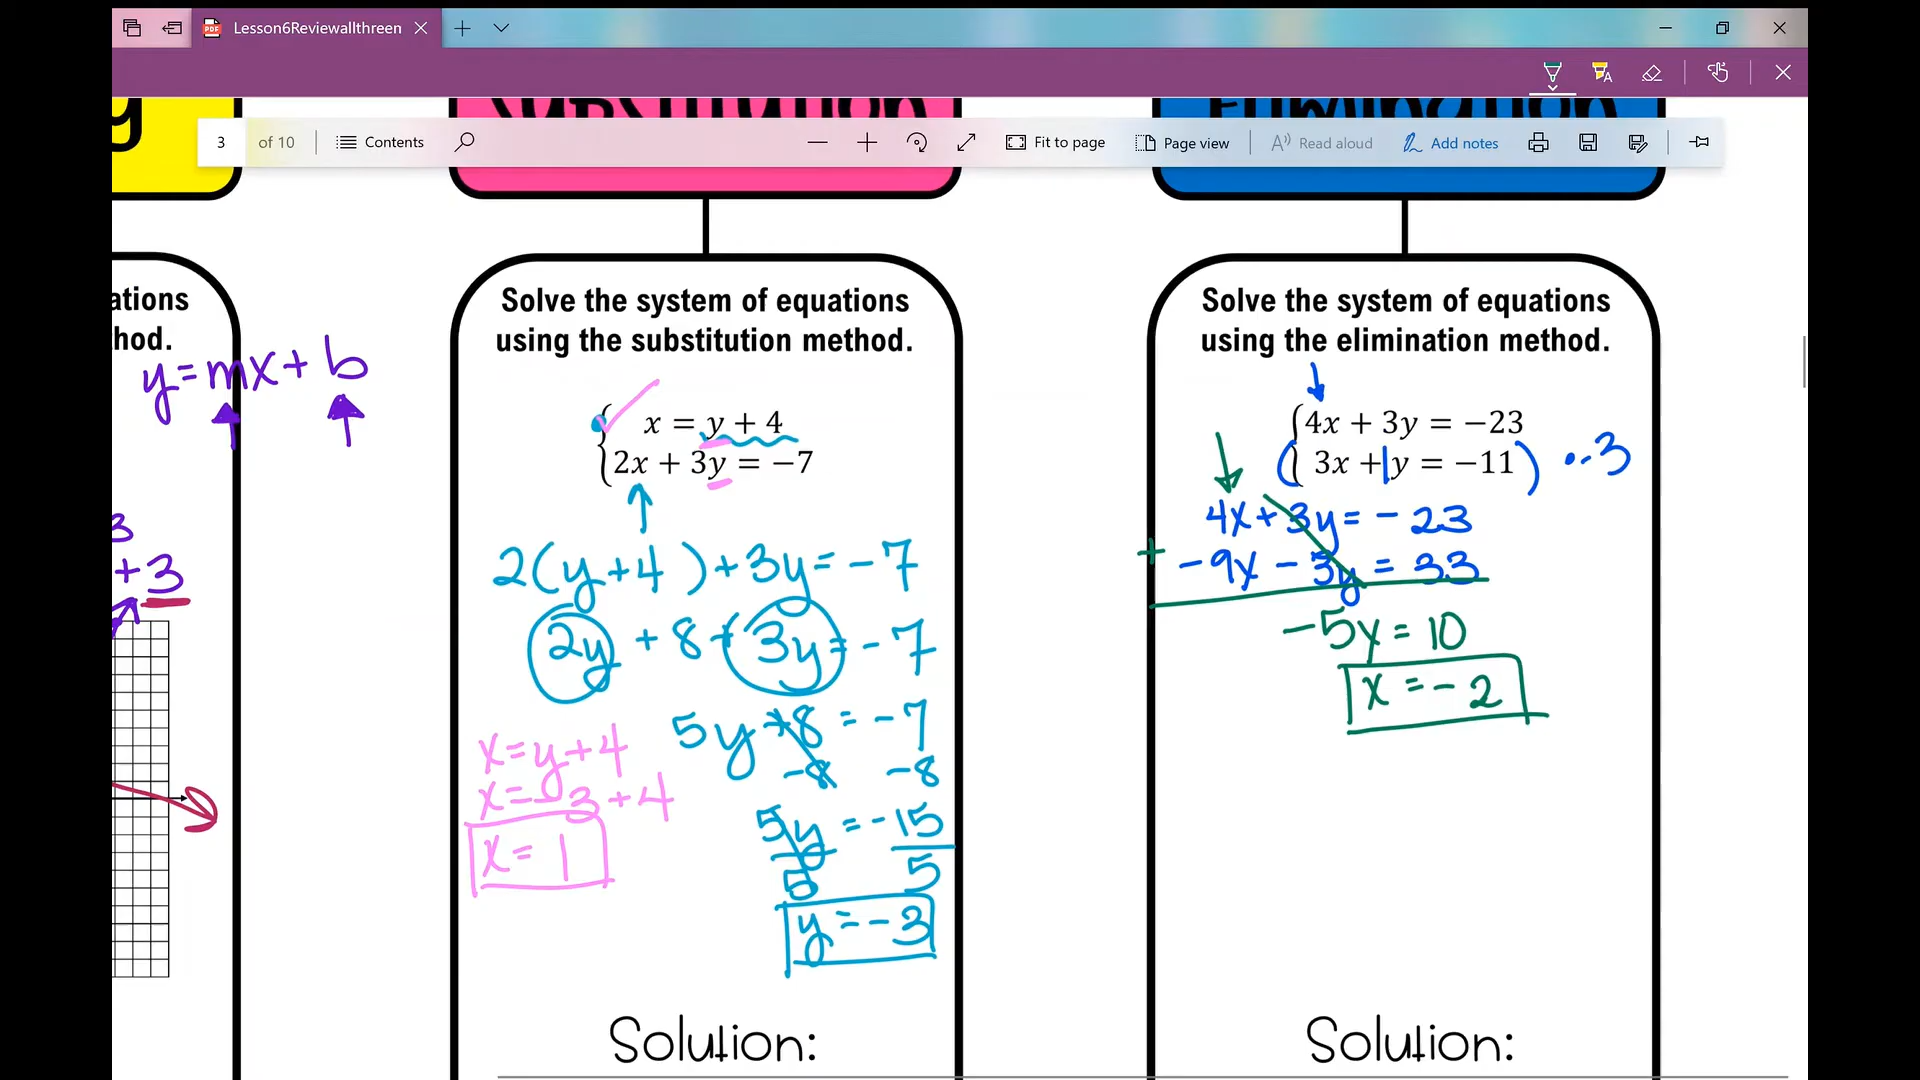 Lesson6Reviewallthreen
3 of 10
Contents
Fit to page
Page view
Read aloud
Add notes
y
Substitution
Elimination
ations
hod.
y=mx+b
3
+3
Solve the system of equations
using the substitution method.
x = y + 4
2x + 3y = −7
2(y+4)+3y=-7
2y+8+3y=-7
5y+8=-7
-8 -8
5y=-15
5 5
y=-3
x=y+4
x=-3+4
x=1
Solution:
Solve the system of equations
using the elimination method.
4x + 3y = −23
(3x +1y = −11) •-3
4x+3y=-23
+ -9x-3y=33
-5y=10
x=-2
Solution: